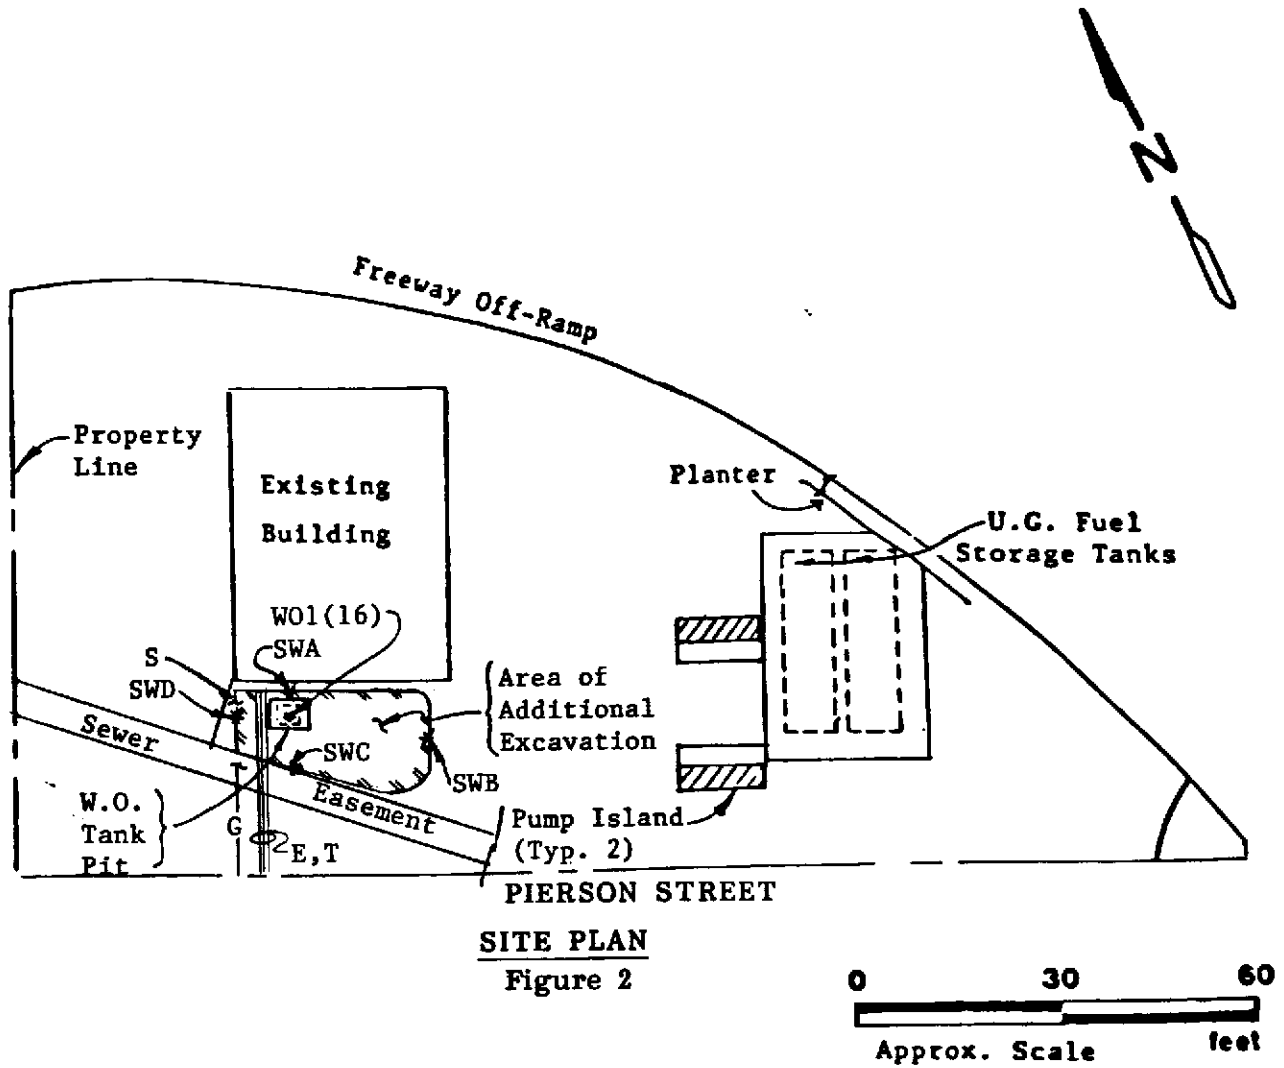 N
Freeway Off-Ramp
Property
Line
Existing
Building
Planter
U.G. Fuel
Storage Tanks
WO1(16)
SWA
S
SWD
Area of
Additional
Excavation
Sewer
SWC
SWB
Easement
W.O.
Tank
Pit
G
E,T
Pump Island
(Typ. 2)
PIERSON STREET
SITE PLAN
Figure 2
0 30 60
feet
Approx. Scale